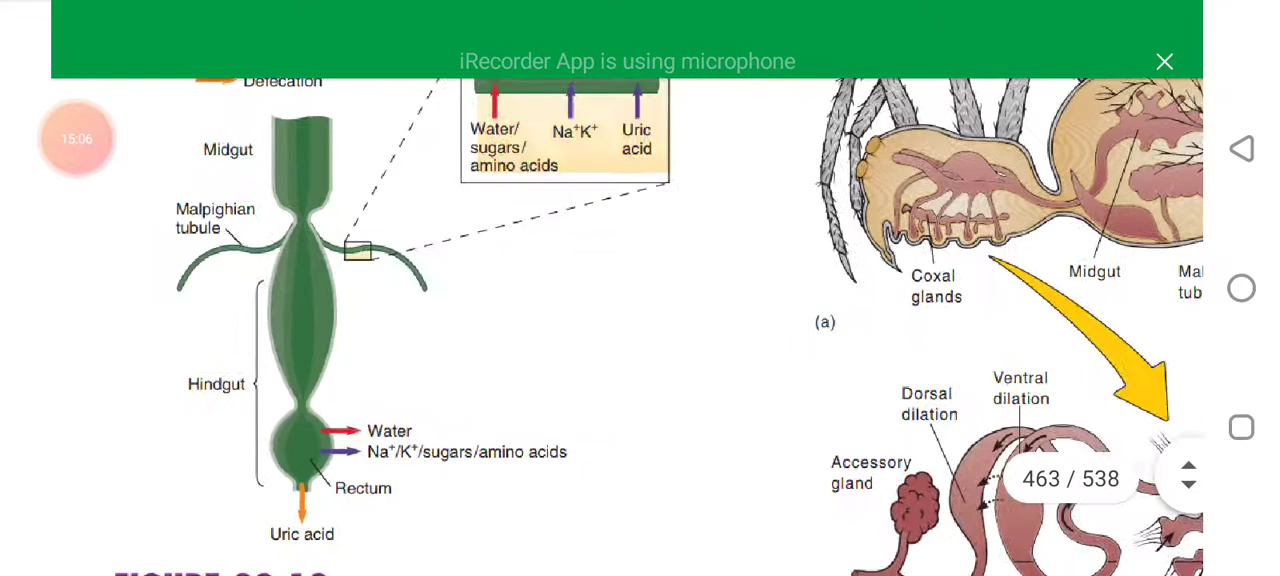 iRecorder App is using microphone
15:06
Defecation
Midgut
Malpighian
tubule
Water/
sugars/
amino acids
Na⁺K⁺
Uric
acid
Hindgut
Water
Na⁺/K⁺/sugars/amino acids
Rectum
Uric acid
Coxal
glands
Midgut
Mal
tub
(a)
Dorsal
dilation
Ventral
dilation
Accessory
gland
463 / 538